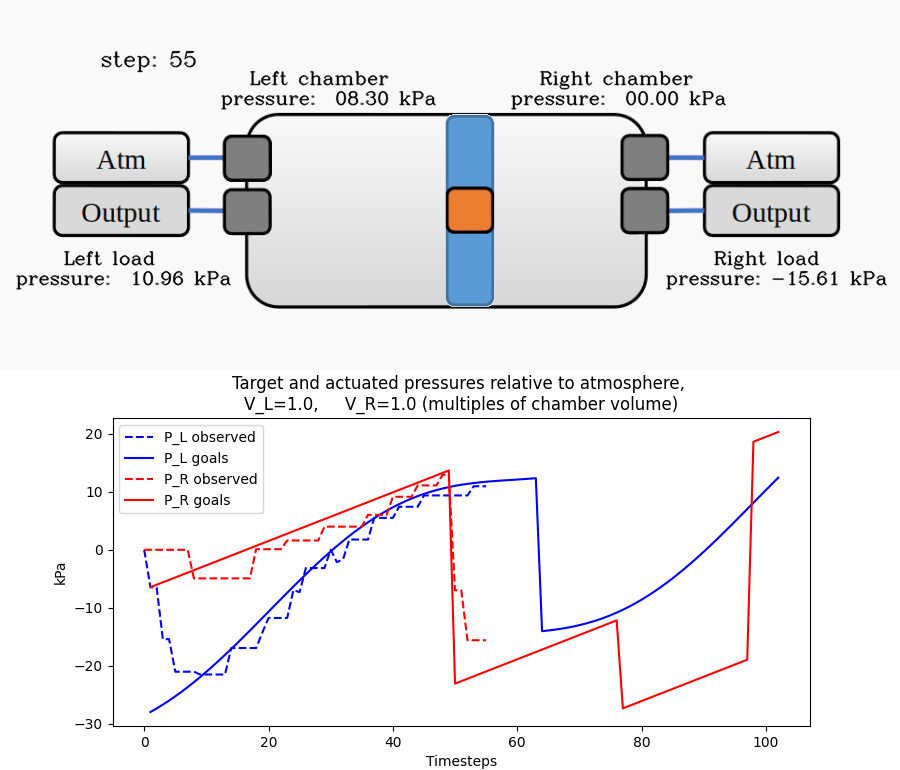 step: 55
Left chamber
pressure: 08.30 kPa
Right chamber
pressure: 00.00 kPa
Atm
Output
Atm
Output
Left load
pressure: 10.96 kPa
Right load
pressure: −15.61 kPa
Target and actuated pressures relative to atmosphere,
V_L=1.0, V_R=1.0 (multiples of chamber volume)
P_L observed
P_L goals
P_R observed
P_R goals
kPa
20
10
0
−10
−20
−30
0 20 40 60 80 100
Timesteps